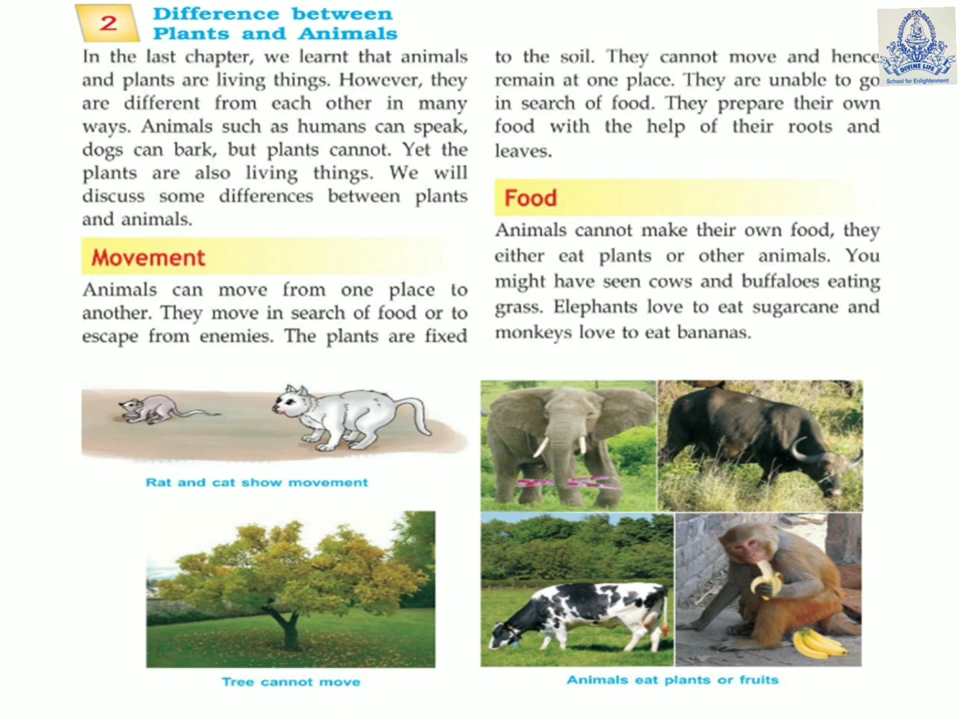 2
Difference between
Plants and Animals
In the last chapter, we learnt that animals
and plants are living things. However, they
are different from each other in many
ways. Animals such as humans can speak,
dogs can bark, but plants cannot. Yet the
plants are also living things. We will
discuss some differences between plants
and animals.
Movement
Animals can move from one place to
another. They move in search of food or to
escape from enemies. The plants are fixed
Rat and cat show movement
Tree cannot move
to the soil. They cannot move and hence
remain at one place. They are unable to go
in search of food. They prepare their own
food with the help of their roots and
leaves.
Food
Animals cannot make their own food, they
either eat plants or other animals. You
might have seen cows and buffaloes eating
grass. Elephants love to eat sugarcane and
monkeys love to eat bananas.
Animals eat plants or fruits
DIVINE LIFE
School for Enlightenment